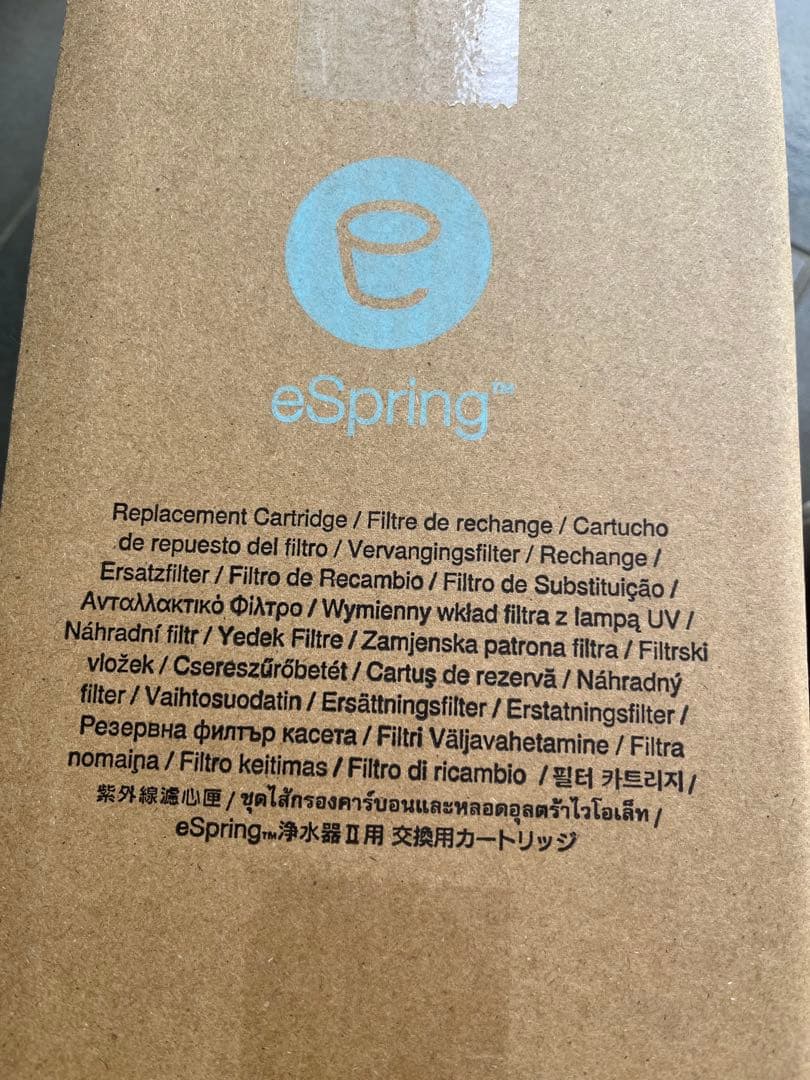 eSpring™
Replacement Cartridge / Filtre de rechange / Cartucho
de repuesto del filtro / Vervangingsfilter / Rechange /
Ersatzfilter / Filtro de Recambio / Filtro de Substituição /
Ανταλλακτικό Φίλτρο / Wymienny wkład filtra z lampą UV /
Náhradní filtr / Yedek Filtre / Zamjenska patrona filtra / Filtrski
vložek / Csereszűrőbetét / Cartuş de rezervă / Náhradný
filter / Vaihtosuodatin / Ersättningsfilter / Erstatningsfilter /
Резервна филтър касета / Filtri Väljavahetamine / Filtra
nomaiņa / Filtro keitimas / Filtro di ricambio / 필터 카트리지 /
紫外線濾心匣 / ชุดไส้กรองคาร์บอนและหลอดอุลตร้าไวโอเล็ท /
eSpring™浄水器Ⅱ用 交換用カートリッジ